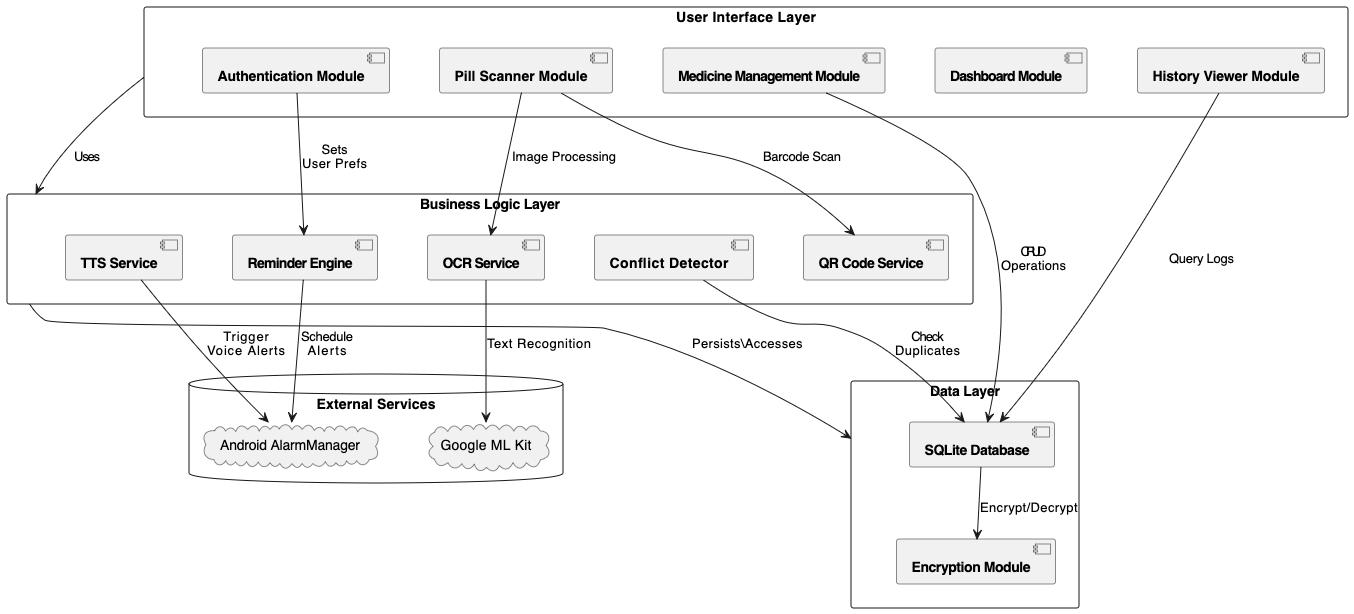 User Interface Layer
Authentication Module
Pill Scanner Module
Medicine Management Module
Dashboard Module
History Viewer Module
Uses
Sets
User Prefs
Image Processing
Barcode Scan
CRUD
Operations
Query Logs
Business Logic Layer
TTS Service
Reminder Engine
OCR Service
Conflict Detector
QR Code Service
Trigger
Voice Alerts
Schedule
Alerts
Text Recognition
Persists\Accesses
Check
Duplicates
External Services
Android AlarmManager
Google ML Kit
Data Layer
SQLite Database
Encrypt/Decrypt
Encryption Module